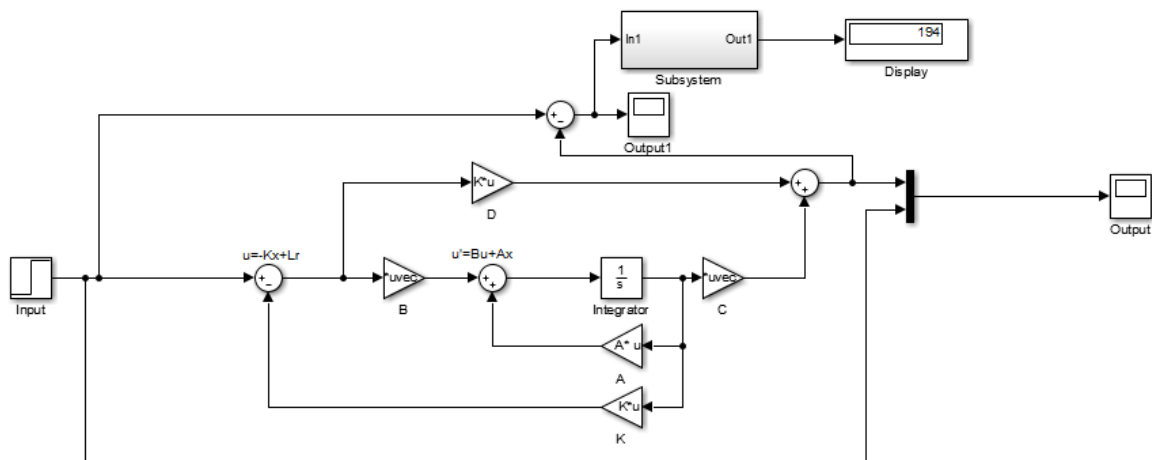 In1
Out1
Subsystem
194
Display
+
−
Output1
K*u
D
+
+
Output
Input
u=-Kx+Lr
+
−
*uvec
B
u'=Bu+Ax
+
+
1
s
Integrator
*uvec
C
A* u
A
K*u
K